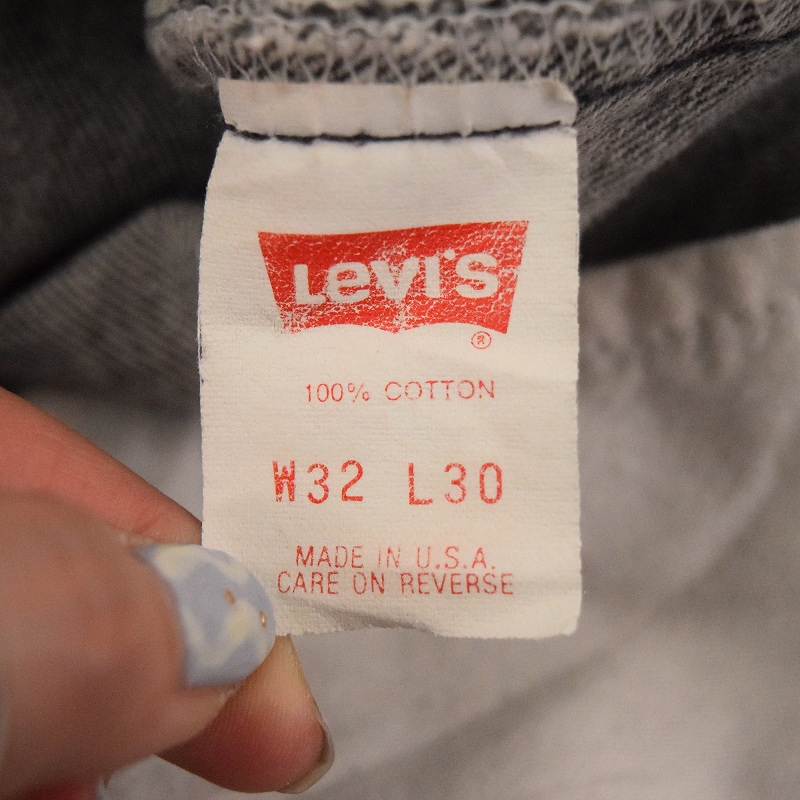 LEVI'S
®
100% COTTON
W32 L30
MADE IN U.S.A.
CARE ON REVERSE